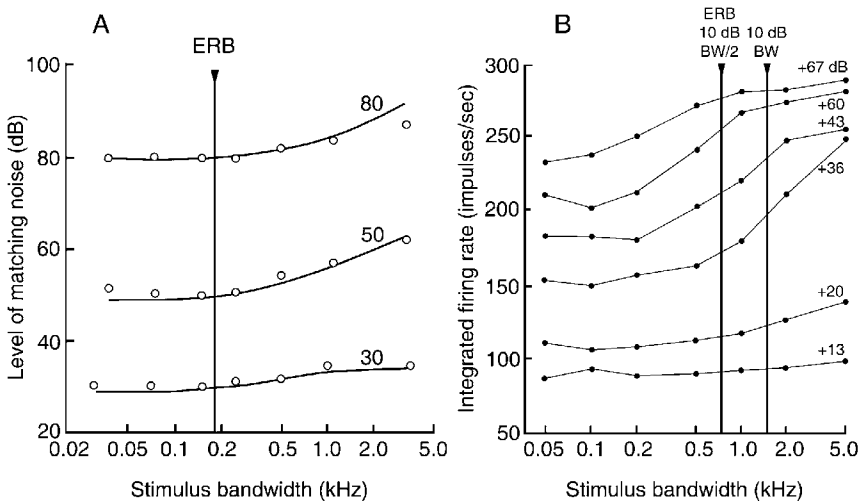 A
ERB
Level of matching noise (dB)
100
80
60
40
20
80
50
30
0.02 0.05 0.1 0.2 0.5 1.0 2.0 5.0
Stimulus bandwidth (kHz)
B
ERB
10 dB
BW/2
10 dB
BW
Integrated firing rate (impulses/sec)
300
250
200
150
100
50
+67 dB
+60
+43
+36
+20
+13
0.05 0.1 0.2 0.5 1.0 2.0 5.0
Stimulus bandwidth (kHz)